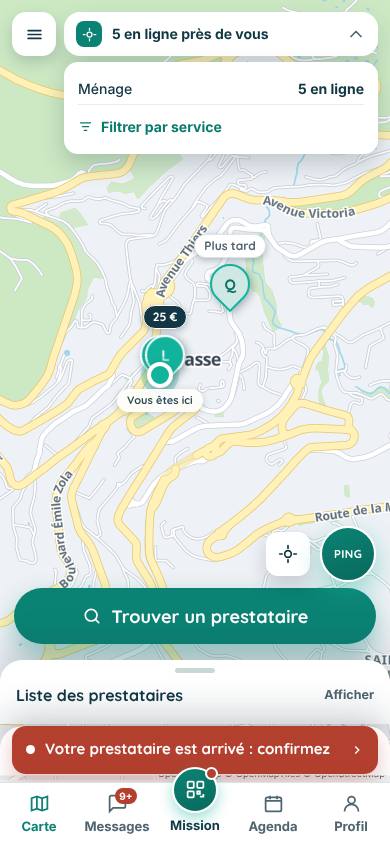 5 en ligne près de vous
Ménage 5 en ligne
Filtrer par service
Avenue Victoria
Avenue Thiers
Plus tard
Q
25 €
L
asse
Vous êtes ici
Boulevard Émile Zola
Route de la M
PING
Trouver un prestataire
SAI
Liste des prestataires Afficher
Votre prestataire est arrivé : confirmez
9+
Carte Messages Mission Agenda Profil